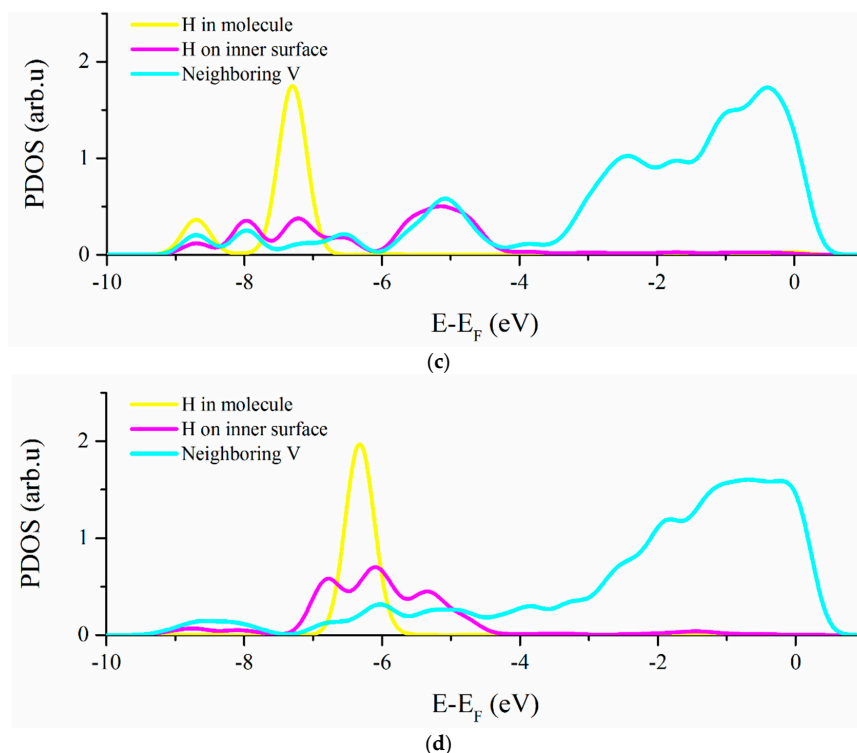 H in molecule
H on inner surface
Neighboring V
PDOS (arb.u)
2
1
0
-10 -8 -6 -4 -2 0
E-E_F (eV)
(c)
H in molecule
H on inner surface
Neighboring V
PDOS (arb.u)
2
1
0
-10 -8 -6 -4 -2 0
E-E_F (eV)
(d)